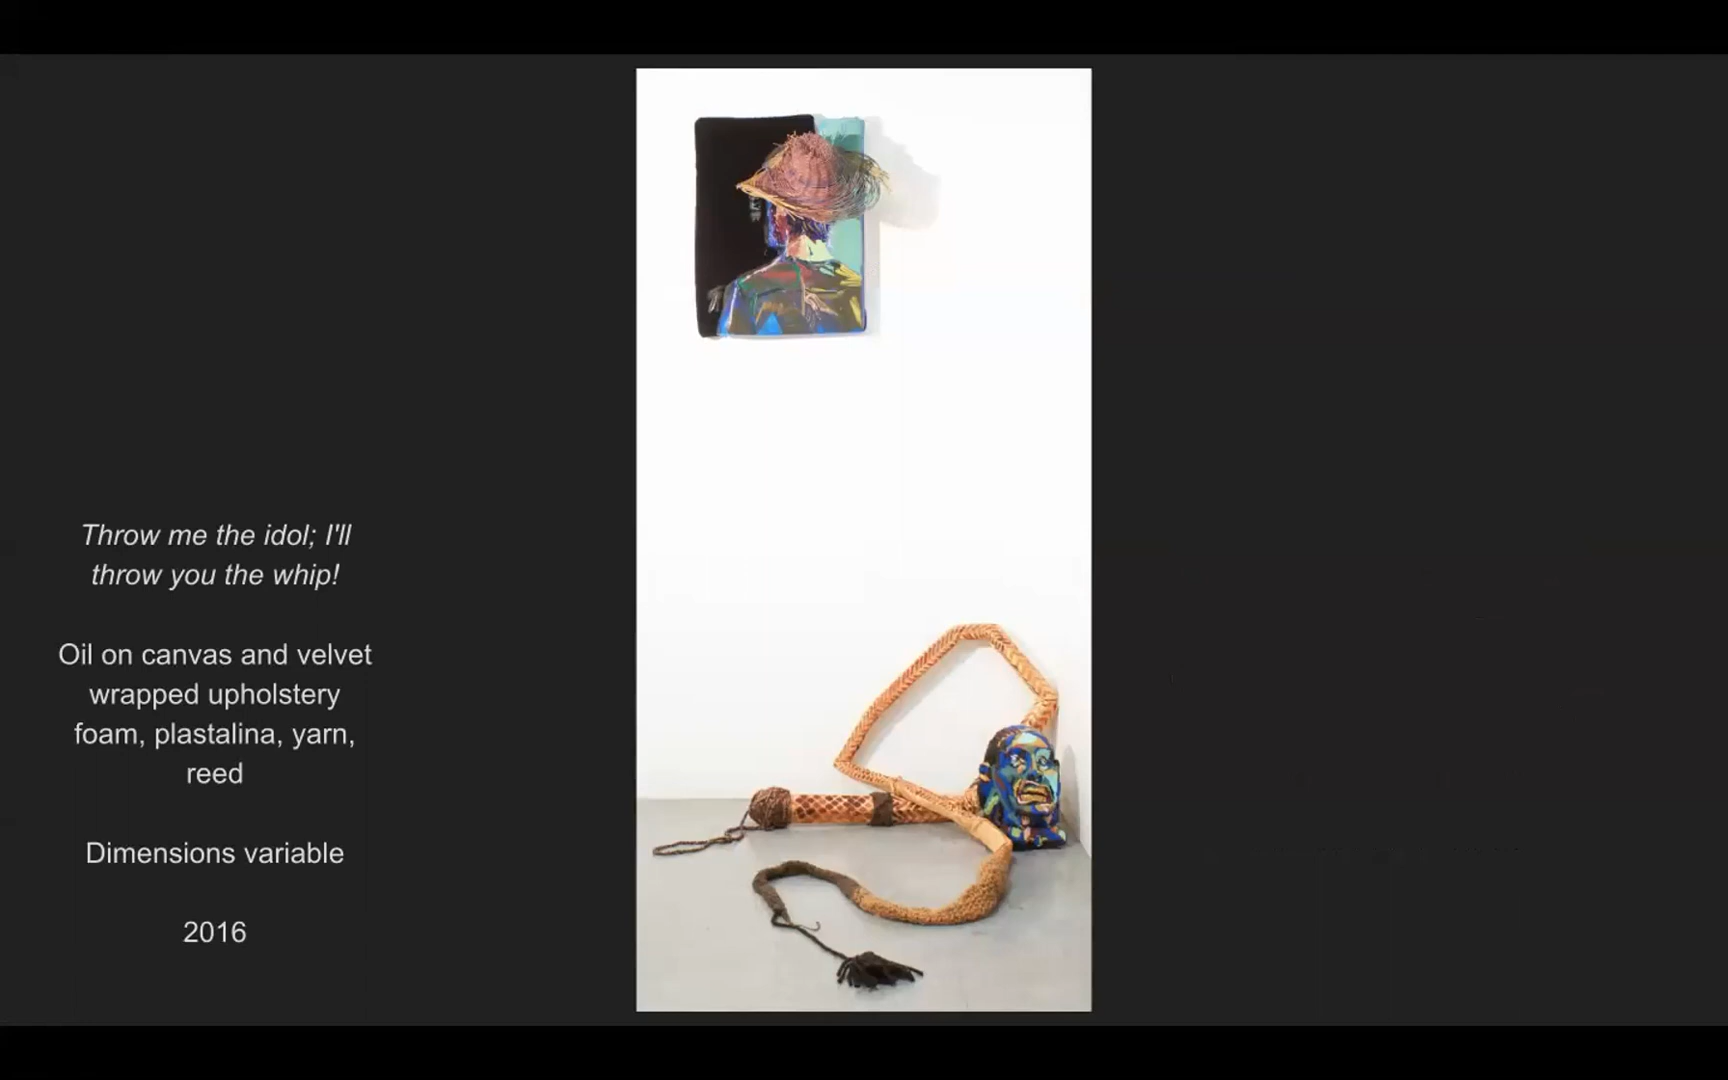 Throw me the idol; I'll
throw you the whip!
Oil on canvas and velvet
wrapped upholstery
foam, plastalina, yarn,
reed
Dimensions variable
2016